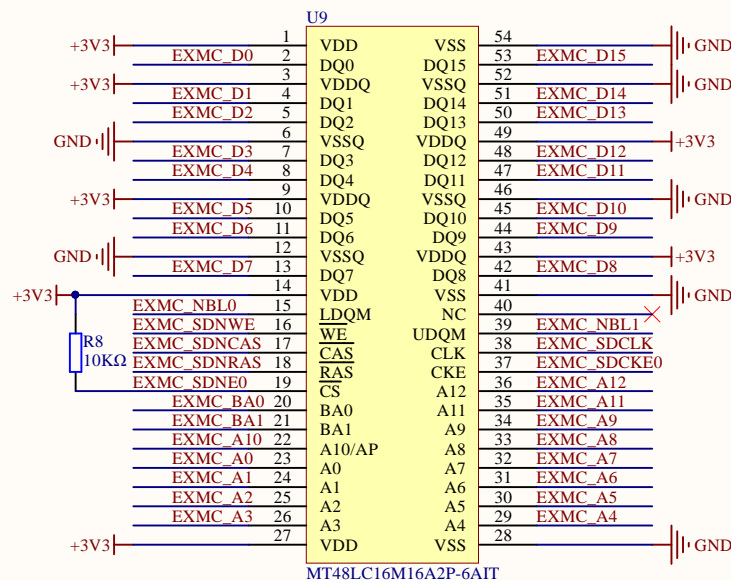 U9
+3V3 1 VDD VSS 54 GND
EXMC_D0 2 DQ0 DQ15 53 EXMC_D15
+3V3 3 VDDQ VSSQ 52 GND
EXMC_D1 4 DQ1 DQ14 51 EXMC_D14
EXMC_D2 5 DQ2 DQ13 50 EXMC_D13
GND 6 VSSQ VDDQ 49 +3V3
EXMC_D3 7 DQ3 DQ12 48 EXMC_D12
EXMC_D4 8 DQ4 DQ11 47 EXMC_D11
+3V3 9 VDDQ VSSQ 46 GND
EXMC_D5 10 DQ5 DQ10 45 EXMC_D10
EXMC_D6 11 DQ6 DQ9 44 EXMC_D9
GND 12 VSSQ VDDQ 43 +3V3
EXMC_D7 13 DQ7 DQ8 42 EXMC_D8
+3V3 14 VDD VSS 41 GND
EXMC_NBL0 15 LDQM NC 40
EXMC_SDNWE 16 WE UDQM 39 EXMC_NBL1
R8 EXMC_SDNCAS 17 CAS CLK 38 EXMC_SDCLK
10KΩ EXMC_SDNRAS 18 RAS CKE 37 EXMC_SDCKE0
EXMC_SDNE0 19 CS A12 36 EXMC_A12
EXMC_BA0 20 BA0 A11 35 EXMC_A11
EXMC_BA1 21 BA1 A9 34 EXMC_A9
EXMC_A10 22 A10/AP A8 33 EXMC_A8
EXMC_A0 23 A0 A7 32 EXMC_A7
EXMC_A1 24 A1 A6 31 EXMC_A6
EXMC_A2 25 A2 A5 30 EXMC_A5
EXMC_A3 26 A3 A4 29 EXMC_A4
+3V3 27 VDD VSS 28 GND
MT48LC16M16A2P-6AIT